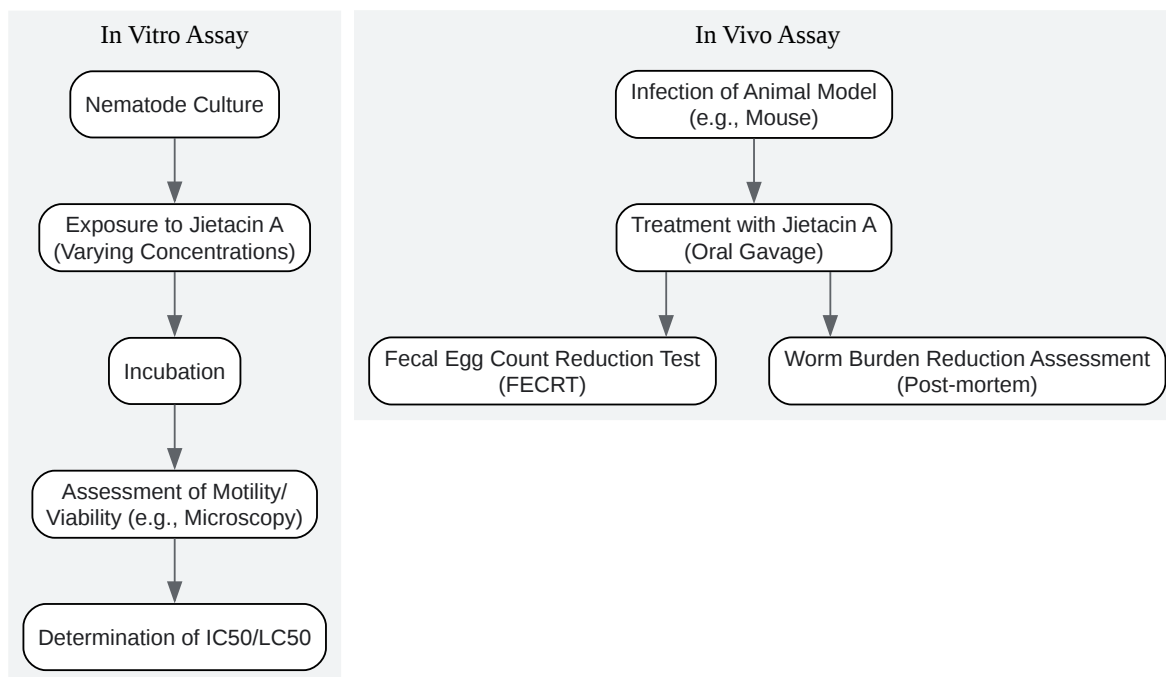 In Vitro Assay
Nematode Culture
Exposure to Jietacin A
(Varying Concentrations)
Incubation
Assessment of Motility/
Viability (e.g., Microscopy)
Determination of IC50/LC50
In Vivo Assay
Infection of Animal Model
(e.g., Mouse)
Treatment with Jietacin A
(Oral Gavage)
Fecal Egg Count Reduction Test
(FECRT)
Worm Burden Reduction Assessment
(Post-mortem)